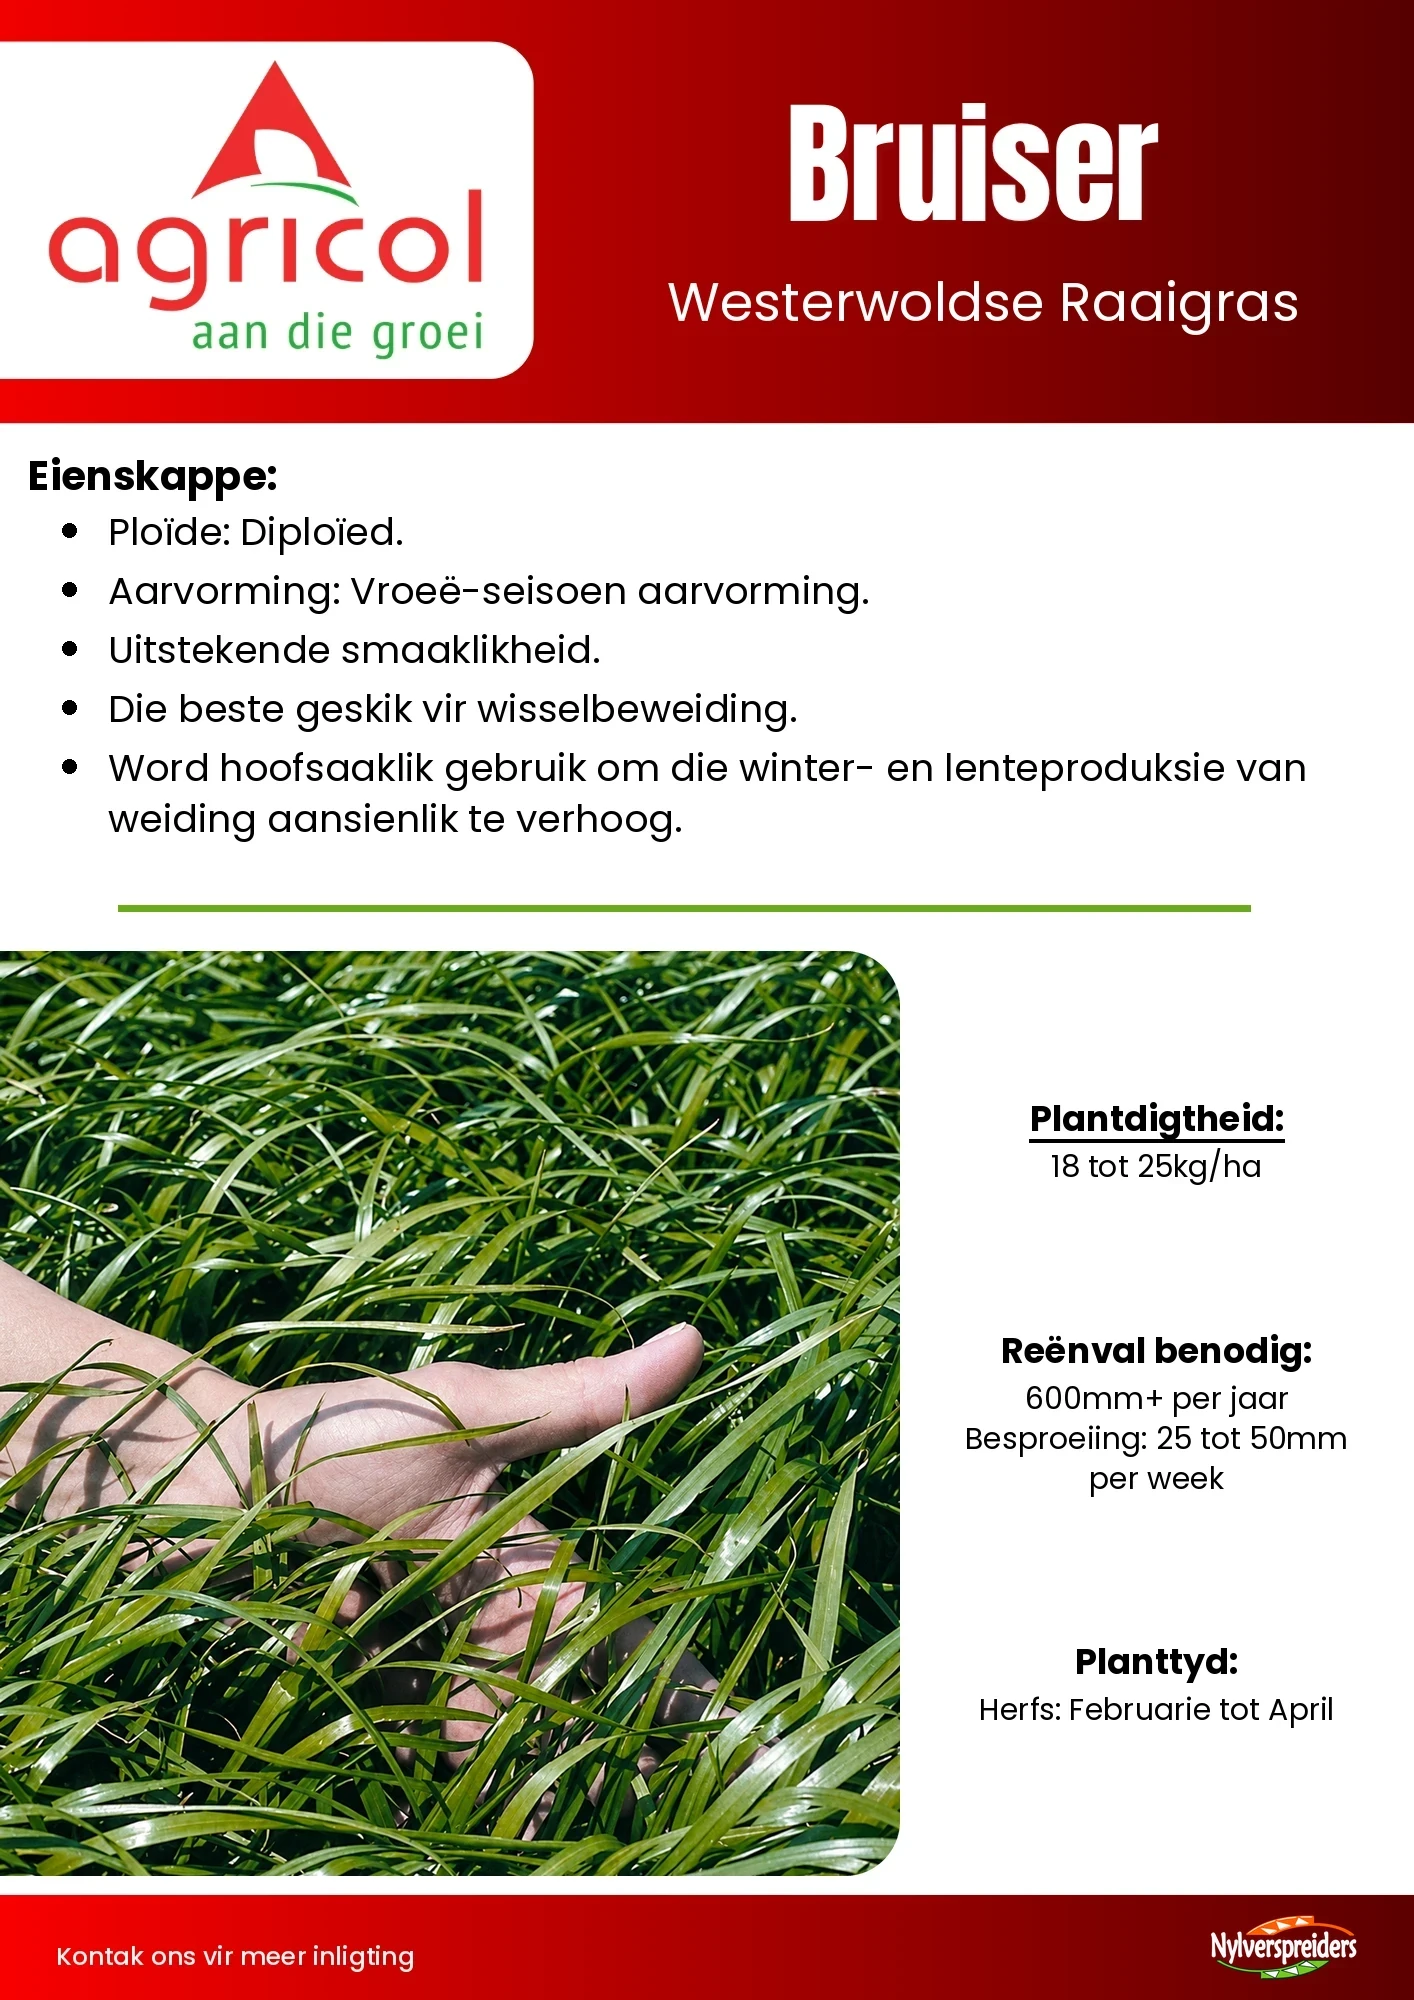 agricol
aan die groei
Bruiser
Westerwoldse Raaigras
Eienskappe:
• Ploïde: Diploïed.
• Aarvorming: Vroeë-seisoen aarvorming.
• Uitstekende smaaklikheid.
• Die beste geskik vir wisselbeweiding.
• Word hoofsaaklik gebruik om die winter- en lenteproduksie van
weiding aansienlik te verhoog.
Plantdigtheid:
18 tot 25kg/ha
Reënval benodig:
600mm+ per jaar
Besproeiing: 25 tot 50mm
per week
Planttyd:
Herfs: Februarie tot April
Kontak ons vir meer inligting
Nylverspreiders